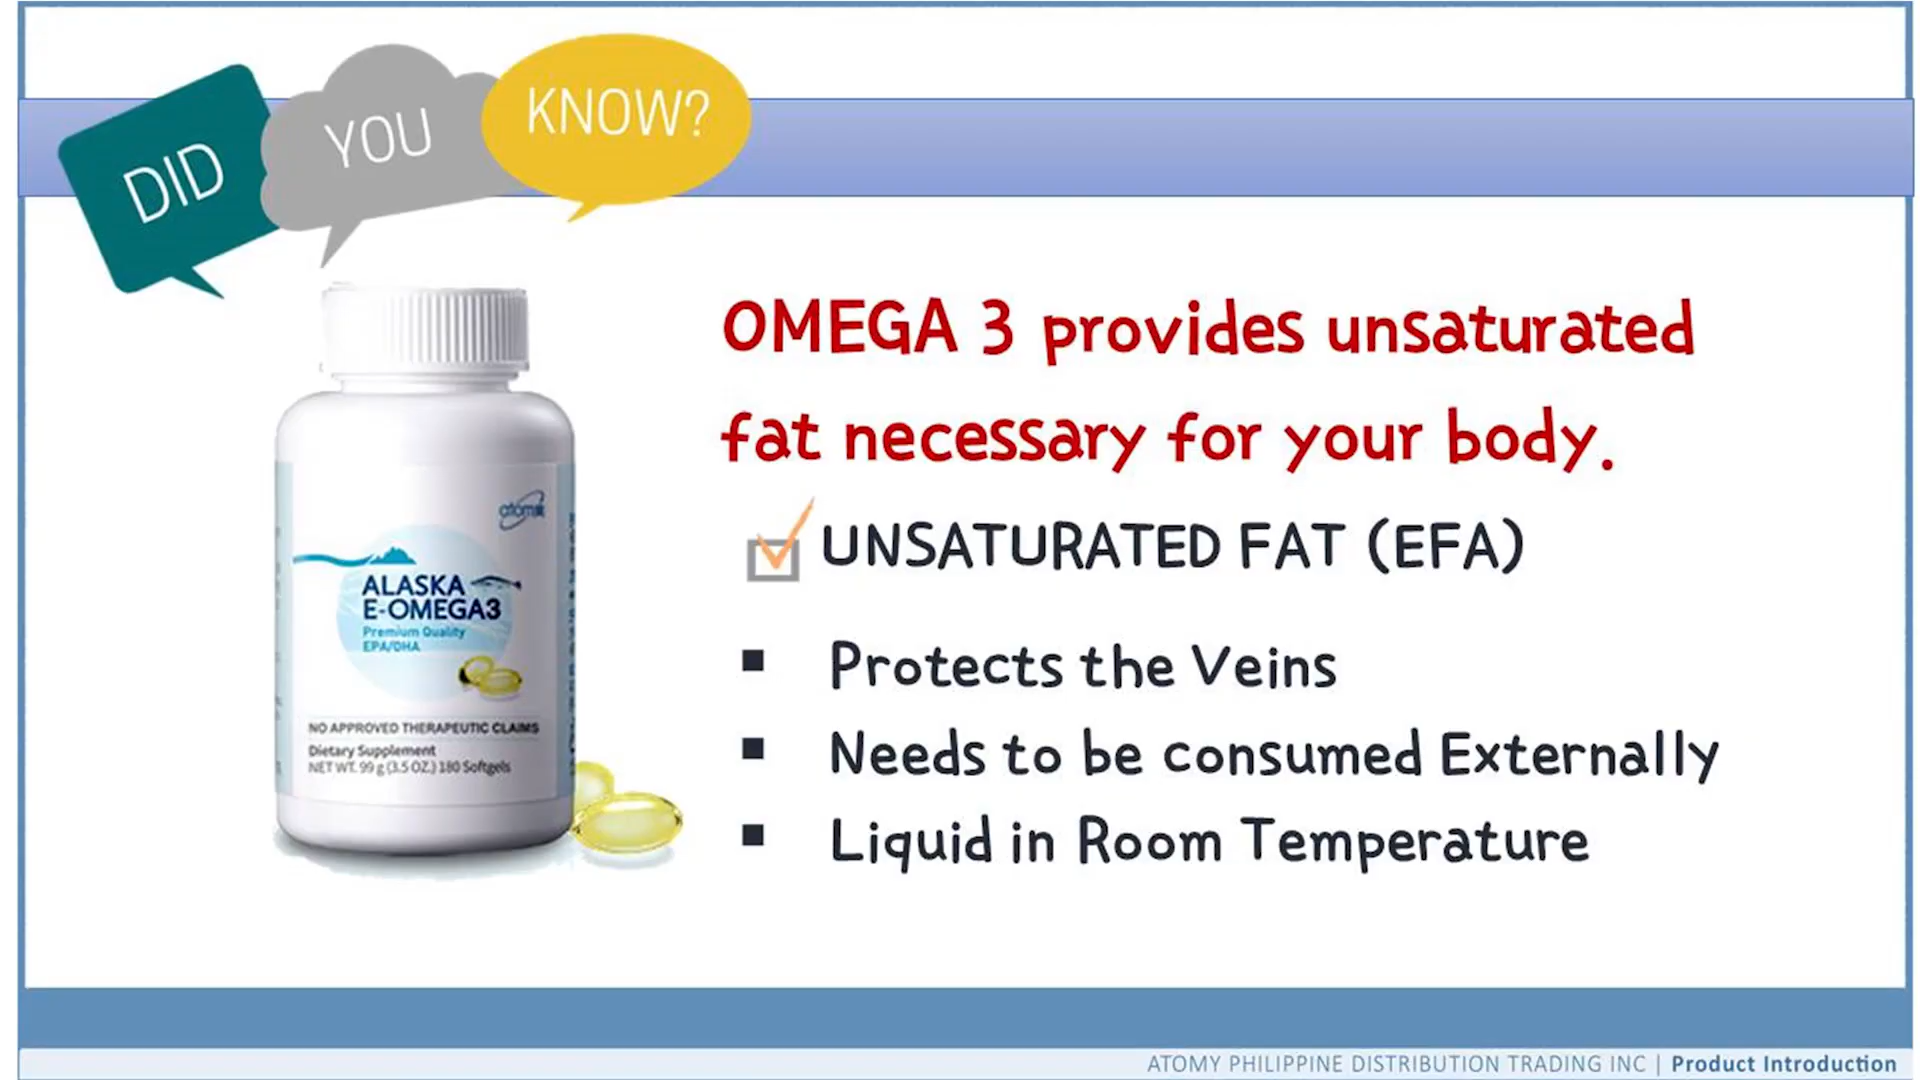 DID YOU KNOW?
OMEGA 3 provides unsaturated
fat necessary for your body.
UNSATURATED FAT (EFA)
▪ Protects the Veins
▪ Needs to be consumed Externally
▪ Liquid in Room Temperature
atomy
ALASKA
E-OMEGA3
Premium Quality
EPA/DHA
NO APPROVED THERAPEUTIC CLAIMS
Dietary Supplement
NET WT. 99 g (3.5 OZ.) 180 Softgels
ATOMY PHILIPPINE DISTRIBUTION TRADING INC | Product Introduction